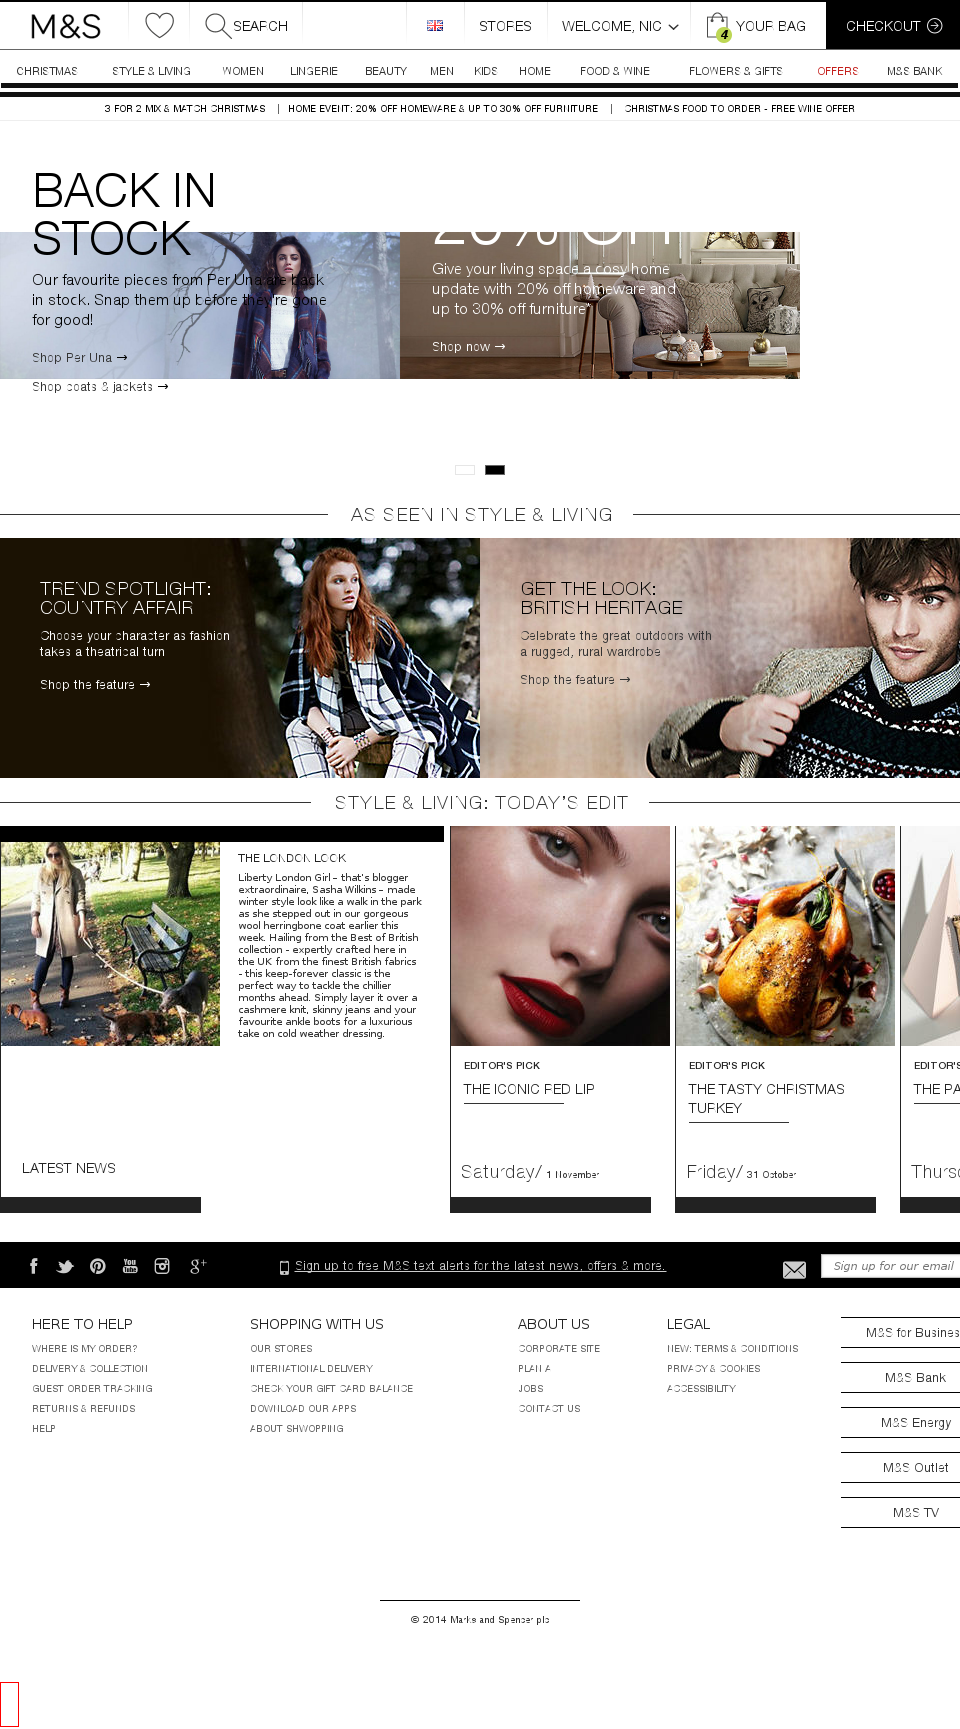 M&S
SEARCH
STORES
WELCOME, NIC
4
YOUR BAG
CHECKOUT
CHRISTMAS STYLE & LIVING WOMEN LINGERIE BEAUTY MEN KIDS HOME FOOD & WINE FLOWERS & GIFTS OFFERS M&S BANK
3 FOR 2 MIX & MATCH CHRISTMAS | HOME EVENT: 20% OFF HOMEWARE & UP TO 30% OFF FURNITURE | CHRISTMAS FOOD TO ORDER - FREE WINE OFFER
BACK IN
STOCK
Our favourite pieces from Per Una are back
in stock. Snap them up before they're gone
for good!
Shop Per Una →
Shop coats & jackets →
20% OFF
Give your living space a cosy home
update with 20% off homeware and
up to 30% off furniture*
Shop now →
AS SEEN IN STYLE & LIVING
TREND SPOTLIGHT:
COUNTRY AFFAIR
Choose your character as fashion
takes a theatrical turn
Shop the feature →
GET THE LOOK:
BRITISH HERITAGE
Celebrate the great outdoors with
a rugged, rural wardrobe
Shop the feature →
STYLE & LIVING: TODAY'S EDIT
THE LONDON LOOK
Liberty London Girl – that's blogger
extraordinaire, Sasha Wilkins – made
winter style look like a walk in the park
as she stepped out in our gorgeous
wool herringbone coat earlier this
week. Hailing from the Best of British
collection - expertly crafted here in
the UK from the finest British fabrics
- this keep-forever classic is the
perfect way to tackle the chillier
months ahead. Simply layer it over a
cashmere knit, skinny jeans and your
favourite ankle boots for a luxurious
take on cold weather dressing.
LATEST NEWS
EDITOR'S PICK
THE ICONIC RED LIP
Saturday/ 1 November
EDITOR'S PICK
THE TASTY CHRISTMAS
TURKEY
Friday/ 31 October
EDITOR'S
THE PA
Thurs
Sign up to free M&S text alerts for the latest news, offers & more.
Sign up for our email
HERE TO HELP
WHERE IS MY ORDER?
DELIVERY & COLLECTION
GUEST ORDER TRACKING
RETURNS & REFUNDS
HELP
SHOPPING WITH US
OUR STORES
INTERNATIONAL DELIVERY
CHECK YOUR GIFT CARD BALANCE
DOWNLOAD OUR APPS
ABOUT SHWOPPING
ABOUT US
CORPORATE SITE
PLAN A
JOBS
CONTACT US
LEGAL
NEW: TERMS & CONDITIONS
PRIVACY & COOKIES
ACCESSIBILITY
M&S for Busines
M&S Bank
M&S Energy
M&S Outlet
M&S TV
© 2014 Marks and Spencer plc